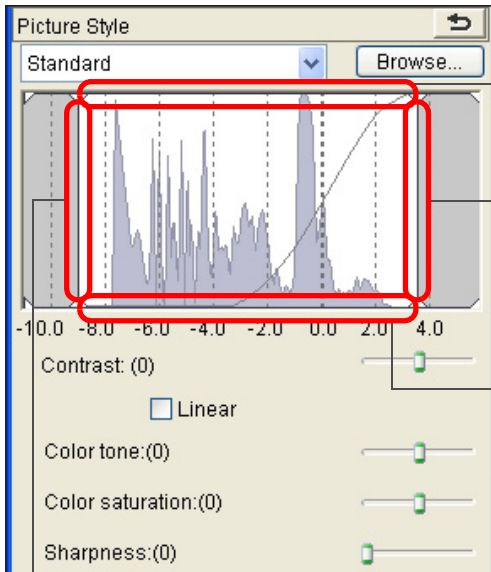 Picture Style
Standard
Browse...
-10.0 -8.0 -6.0 -4.0 -2.0 0.0 2.0 4.0
Contrast: (0)
Linear
Color tone:(0)
Color saturation:(0)
Sharpness:(0)